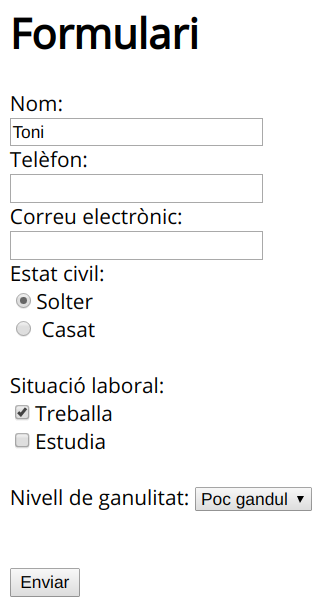 Formulari
Nom:
Toni
Telèfon:
Correu electrònic:
Estat civil:
Solter
Casat
Situació laboral:
Treballa
Estudia
Nivell de ganulitat: Poc gandul
Enviar